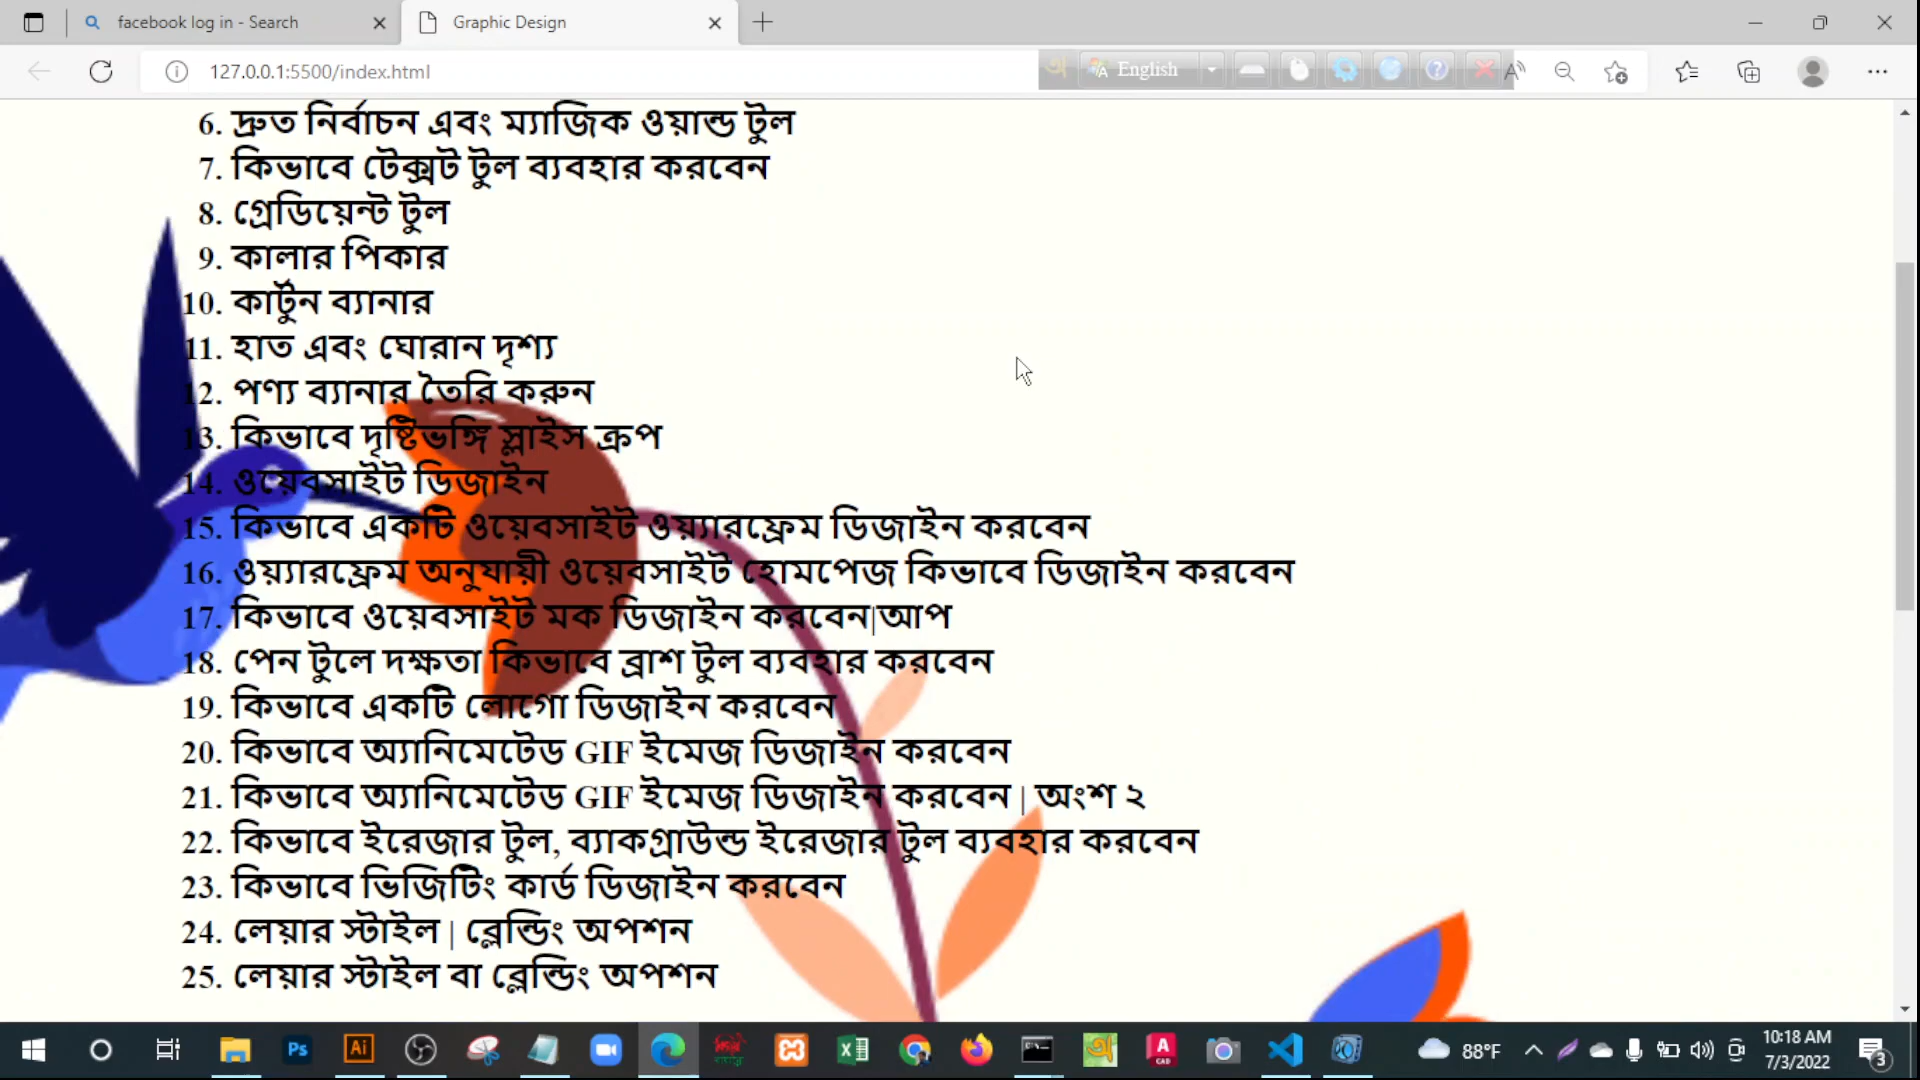 facebook log in - Search
Graphic Design
127.0.0.1:5500/index.html
English
6. দ্রুত নির্বাচন এবং ম্যাজিক ওয়ান্ড টুল
7. কিভাবে টেক্সট টুল ব্যবহার করবেন
8. গ্রেডিয়েন্ট টুল
9. কালার পিকার
10. কার্টুন ব্যানার
11. হাত এবং ঘোরান দৃশ্য
12. পণ্য ব্যানার তৈরি করুন
13. কিভাবে দৃষ্টিভঙ্গি স্লাইস ক্রপ
14. ওয়েবসাইট ডিজাইন
15. কিভাবে একটি ওয়েবসাইট ওয়্যারফ্রেম ডিজাইন করবেন
16. ওয়্যারফ্রেম অনুযায়ী ওয়েবসাইট হোমপেজ কিভাবে ডিজাইন করবেন
17. কিভাবে ওয়েবসাইট মক ডিজাইন করবেন|আপ
18. পেন টুলে দক্ষতা কিভাবে ব্রাশ টুল ব্যবহার করবেন
19. কিভাবে একটি লোগো ডিজাইন করবেন
20. কিভাবে অ্যানিমেটেড GIF ইমেজ ডিজাইন করবেন
21. কিভাবে অ্যানিমেটেড GIF ইমেজ ডিজাইন করবেন | অংশ ২
22. কিভাবে ইরেজার টুল, ব্যাকগ্রাউন্ড ইরেজার টুল ব্যবহার করবেন
23. কিভাবে ভিজিটিং কার্ড ডিজাইন করবেন
24. লেয়ার স্টাইল | ব্লেন্ডিং অপশন
25. লেয়ার স্টাইল বা ব্লেন্ডিং অপশন
88°F
10:18 AM
7/3/2022
3